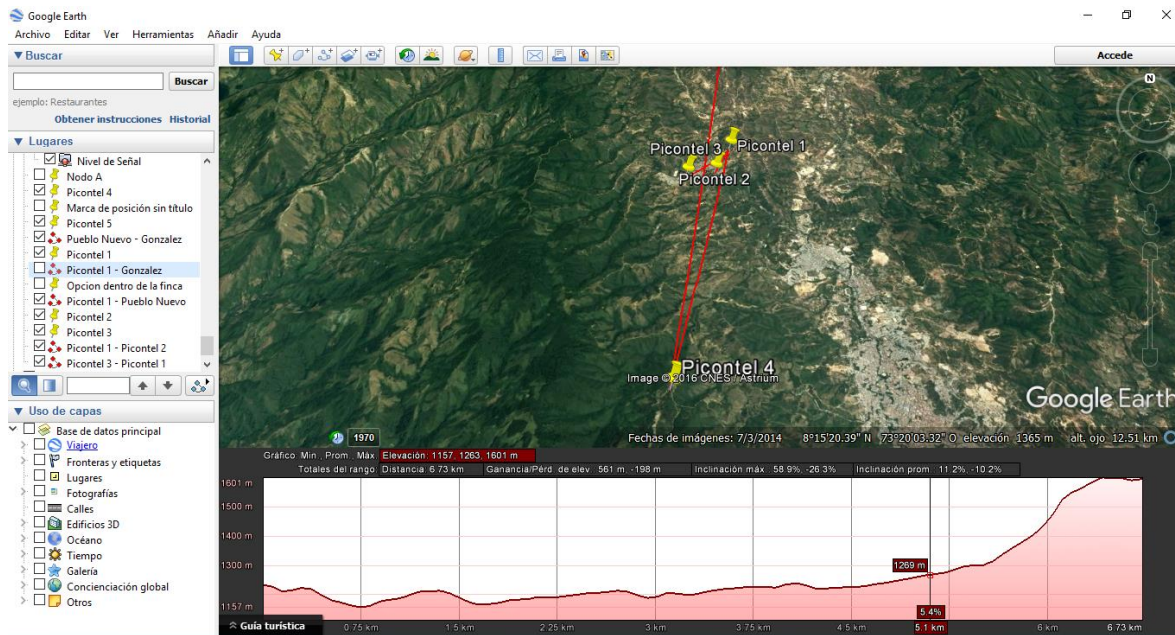 Google Earth
Archivo Editar Ver Herramientas Añadir Ayuda
Buscar
Accede
Buscar
ejemplo: Restaurantes
Obtener instrucciones Historial
Lugares
Nivel de Señal
Nodo A
Picontel 4
Marca de posición sin título
Picontel 5
Pueblo Nuevo - Gonzalez
Picontel 1
Picontel 1 - Gonzalez
Opcion dentro de la finca
Picontel 1 - Pueblo Nuevo
Picontel 2
Picontel 3
Picontel 1 - Picontel 2
Picontel 3 - Picontel 1
Uso de capas
Base de datos principal
Viajero
Fronteras y etiquetas
Lugares
Fotografías
Calles
Edificios 3D
Océano
Tiempo
Galería
Concienciación global
Otros
N
Picontel 3
Picontel 1
Picontel 2
Picontel 4
Image © 2016 CNES / Astrium
Google Earth
1970
Fechas de imágenes: 7/3/2014 8°15'20.39" N 73°20'03.32" O elevación 1365 m alt. ojo 12.51 km
Gráfico: Mín., Prom., Máx. Elevación: 1157, 1263, 1601 m
Totales del rango: Distancia: 6.73 km Ganancia/Pérd. de elev.: 561 m, -198 m Inclinación máx.: 58.9%, -26.3% Inclinación prom.: 11.2%, -10.2%
1601 m
1500 m
1400 m
1300 m
1157 m
1269 m
5.4%
Guía turística
0.75 km 1.5 km 2.25 km 3 km 3.75 km 4.5 km 5.1 km 6 km 6.73 km